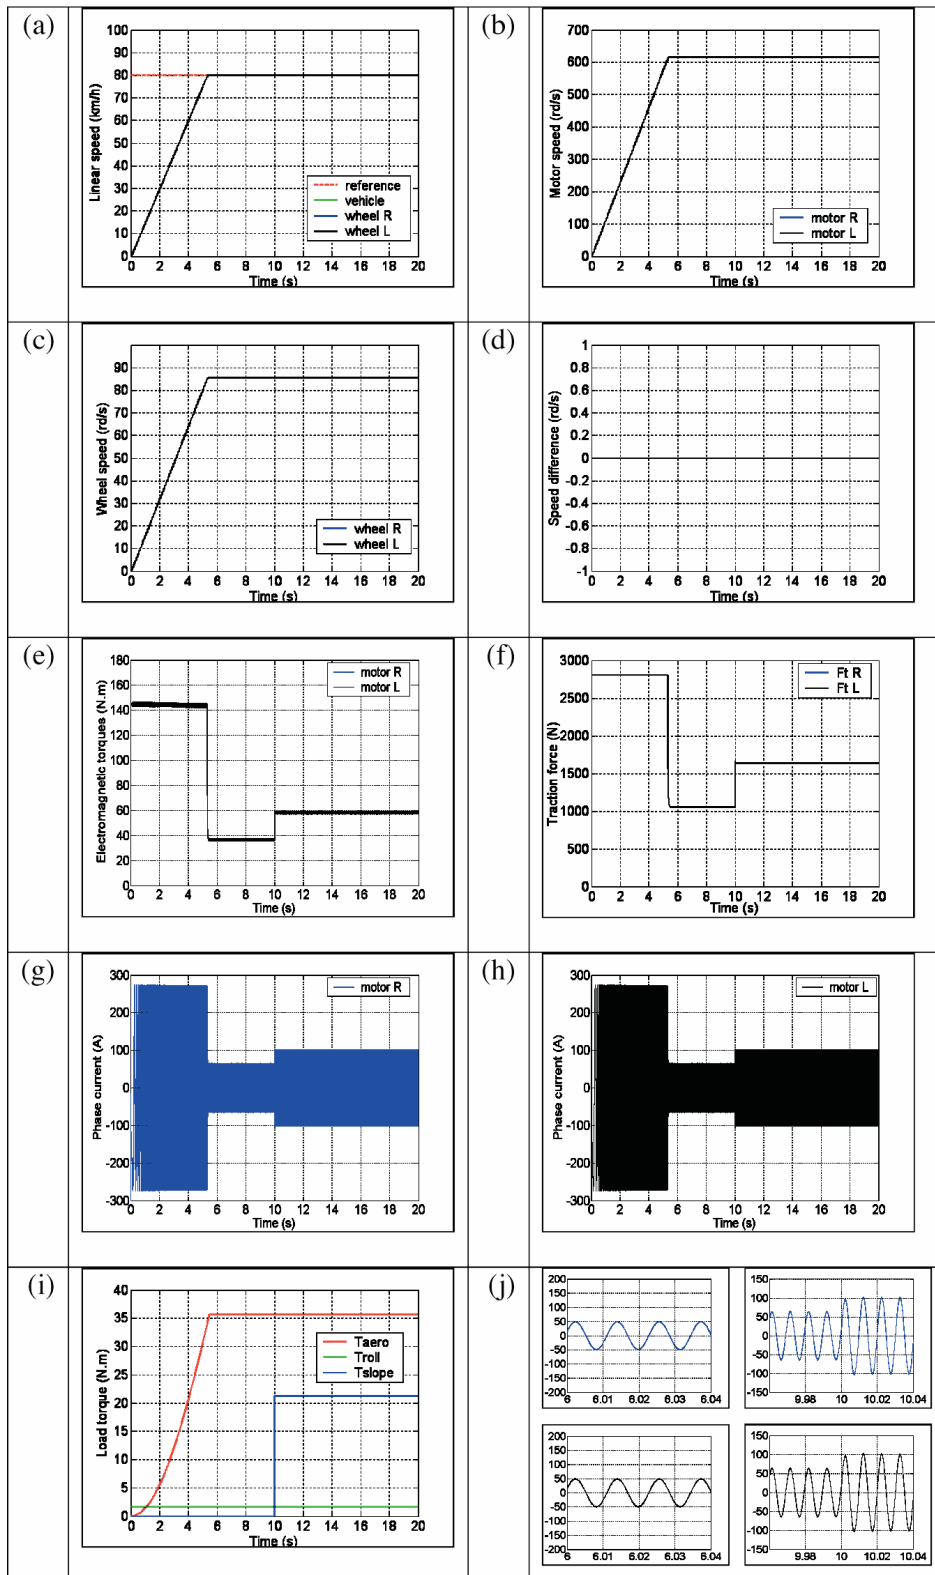 (a)
100
90
80
70
60
50
40
30
20
10
0
Linear speed (km/h)
reference
vehicle
wheel R
wheel L
0 2 4 6 8 10 12 14 16 18 20
Time (s)
(b)
700
600
500
400
300
200
100
0
Motor speed (rd/s)
motor R
motor L
0 2 4 6 8 10 12 14 16 18 20
Time (s)
(c)
90
80
70
60
50
40
30
20
10
0
Wheel speed (rd/s)
wheel R
wheel L
0 2 4 6 8 10 12 14 16 18 20
Time (s)
(d)
1
0.8
0.6
0.4
0.2
0
-0.2
-0.4
-0.6
-0.8
-1
Speed difference (rd/s)
0 2 4 6 8 10 12 14 16 18 20
Time (s)
(e)
180
160
140
120
100
80
60
40
20
0
Electromagnetic torques (N.m)
motor R
motor L
0 2 4 6 8 10 12 14 16 18 20
Time (s)
(f)
3000
2500
2000
1500
1000
500
0
Traction force (N)
Ft R
Ft L
0 2 4 6 8 10 12 14 16 18 20
Time (s)
(g)
300
200
100
0
-100
-200
-300
Phase current (A)
motor R
0 2 4 6 8 10 12 14 16 18 20
Time (s)
(h)
300
200
100
0
-100
-200
-300
Phase current (A)
motor L
0 2 4 6 8 10 12 14 16 18 20
Time (s)
(i)
40
35
30
25
20
15
10
5
0
Load torque (N.m)
Taero
Troll
Tslope
0 2 4 6 8 10 12 14 16 18 20
Time (s)
(j)
200
150
100
50
0
-50
-100
-150
-200
6 6.01 6.02 6.03 6.04
150
100
50
0
-50
-100
-150
9.98 10 10.02 10.04
200
150
100
50
0
-50
-100
-150
-200
6 6.01 6.02 6.03 6.04
150
100
50
0
-50
-100
-150
9.98 10 10.02 10.04